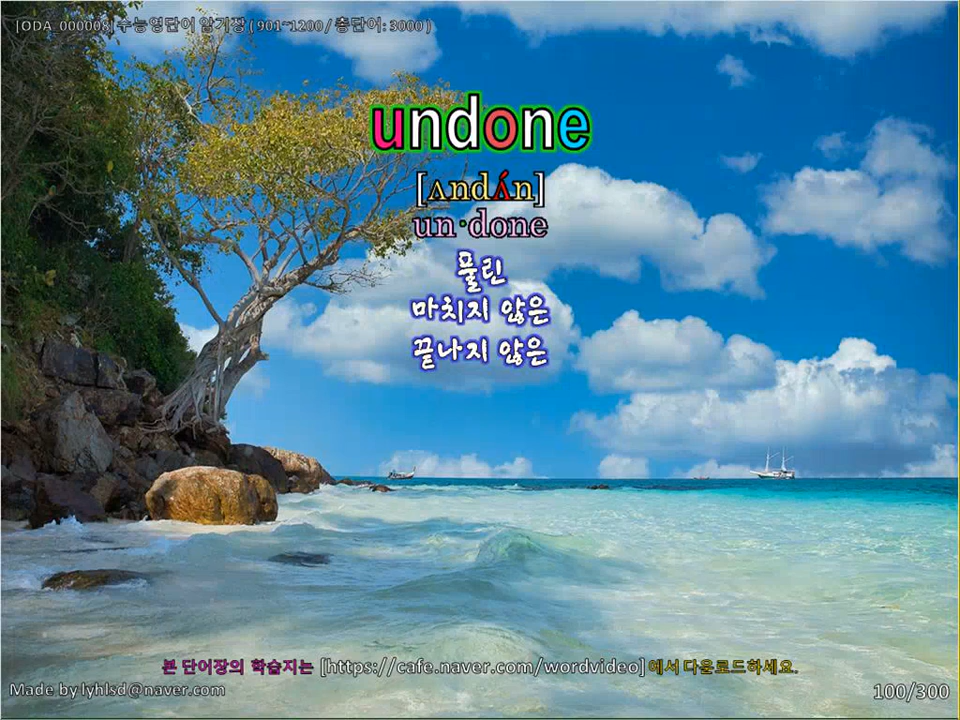 [ODA_000008] 수능영단어 암기장 ( 901~1200 / 총단어: 3000 )
undone
[ʌndʌ́n]
un·done
풀린
마치지 않은
끝나지 않은
본 단어장의 학습지는 [https://cafe.naver.com/wordvideo] 에서 다운로드하세요.
Made by lyhlsd@naver.com
100/300